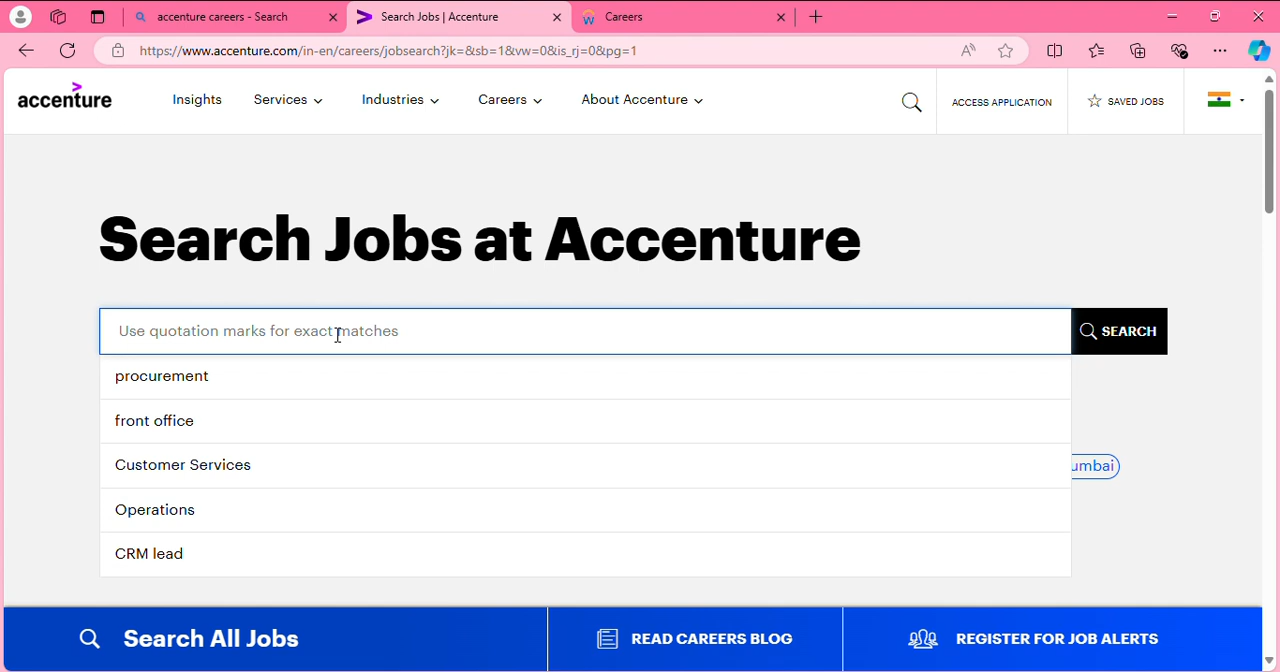 accenture careers - Search
Search Jobs | Accenture
Careers
https://www.accenture.com/in-en/careers/jobsearch?jk=&sb=1&vw=0&is_rj=0&pg=1
accenture
Insights
Services
Industries
Careers
About Accenture
ACCESS APPLICATION
SAVED JOBS
Search Jobs at Accenture
Use quotation marks for exact matches
SEARCH
procurement
front office
Customer Services
umbai
Operations
CRM lead
Search All Jobs
READ CAREERS BLOG
REGISTER FOR JOB ALERTS